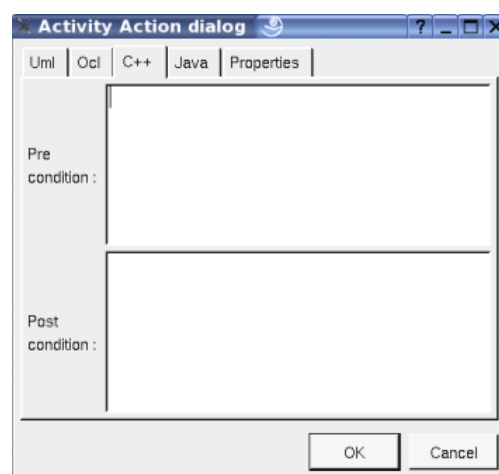 Activity Action dialog
Uml Ocl C++ Java Properties
Pre
condition :
Post
condition :
OK Cancel